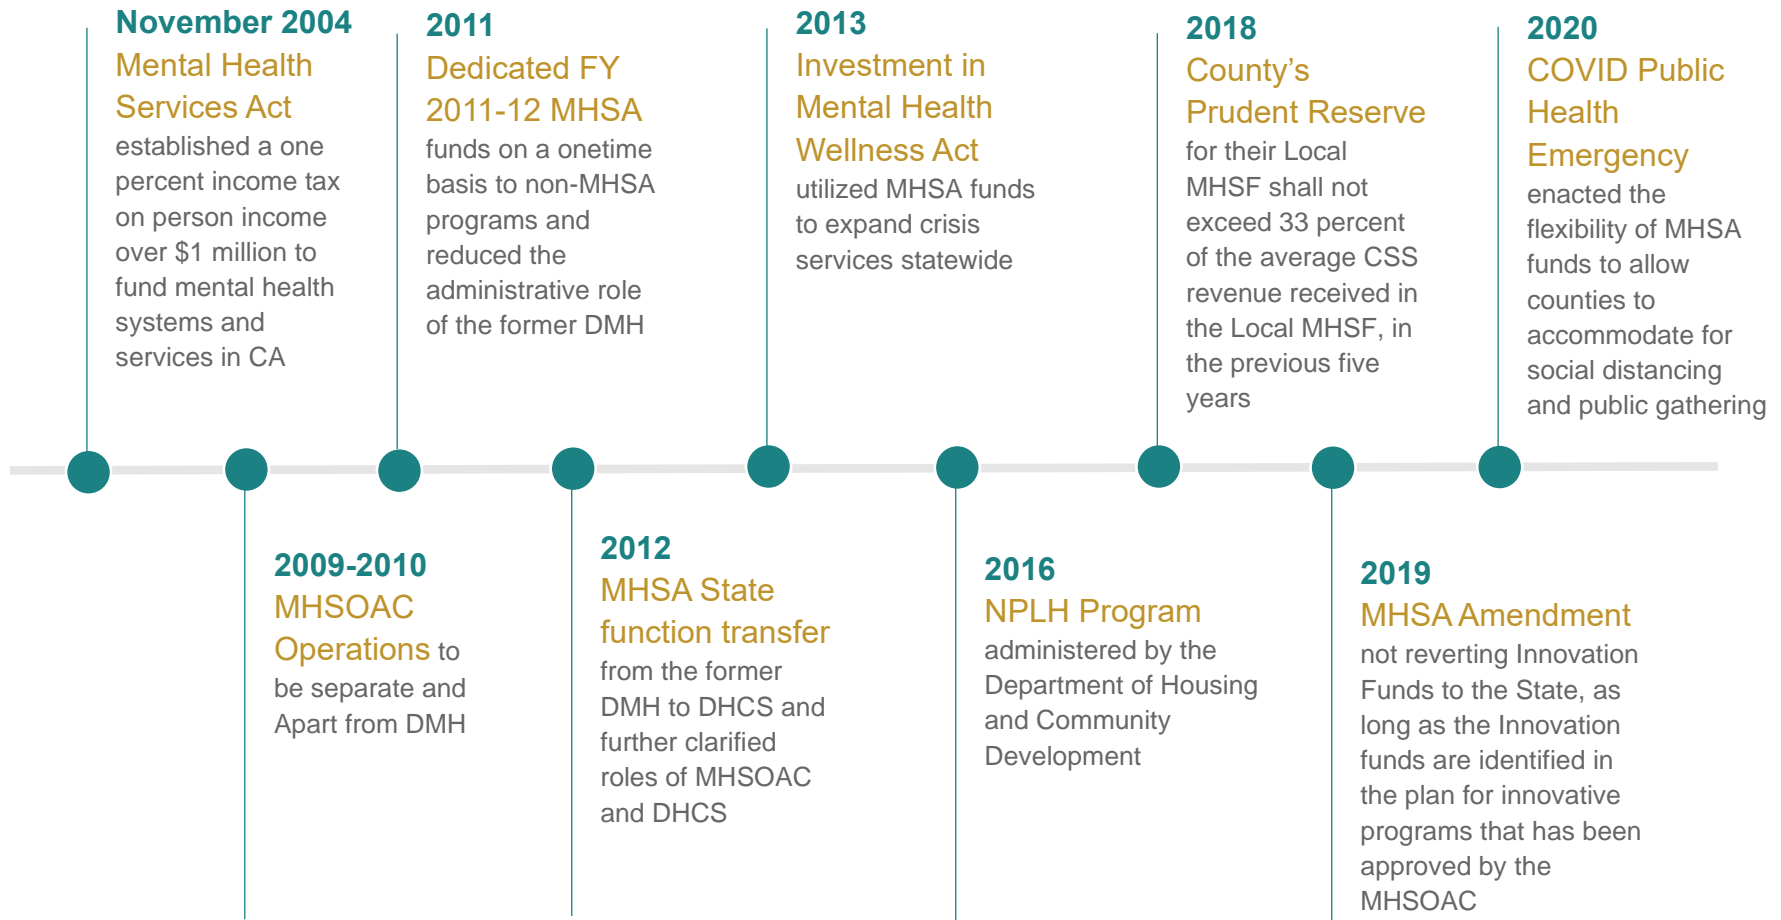 November 2004
Mental Health
Services Act
established a one
percent income tax
on person income
over $1 million to
fund mental health
systems and
services in CA
2009-2010
MHSOAC
Operations to
be separate and
Apart from DMH
2011
Dedicated FY
2011-12 MHSA
funds on a onetime
basis to non-MHSA
programs and
reduced the
administrative role
of the former DMH
2012
MHSA State
function transfer
from the former
DMH to DHCS and
further clarified
roles of MHSOAC
and DHCS
2013
Investment in
Mental Health
Wellness Act
utilized MHSA funds
to expand crisis
services statewide
2016
NPLH Program
administered by the
Department of Housing
and Community
Development
2018
County’s
Prudent Reserve
for their Local
MHSF shall not
exceed 33 percent
of the average CSS
revenue received in
the Local MHSF, in
the previous five
years
2019
MHSA Amendment
not reverting Innovation
Funds to the State, as
long as the Innovation
funds are identified in
the plan for innovative
programs that has been
approved by the
MHSOAC
2020
COVID Public
Health
Emergency
enacted the
flexibility of MHSA
funds to allow
counties to
accommodate for
social distancing
and public gathering